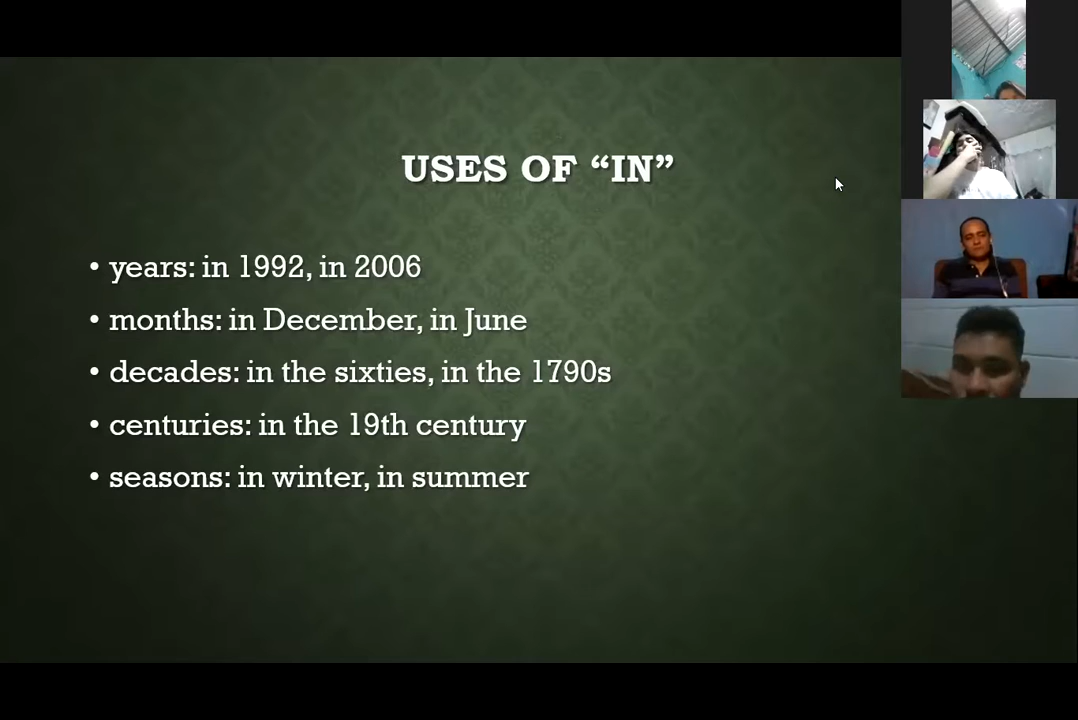 USES OF “IN”
• years: in 1992, in 2006
• months: in December, in June
• decades: in the sixties, in the 1790s
• centuries: in the 19th century
• seasons: in winter, in summer